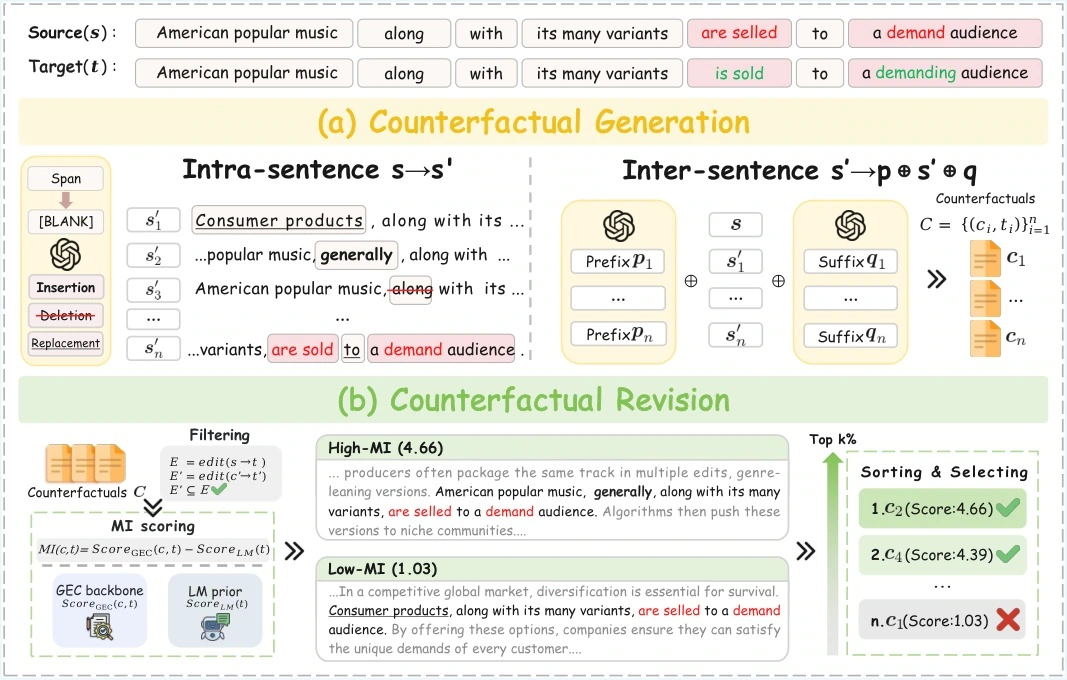 Source(s) : American popular music along with its many variants are selled to a demand audience
Target(t) : American popular music along with its many variants is sold to a demanding audience
(a) Counterfactual Generation
Span
[BLANK]
Insertion
Deletion
Replacement
Intra-sentence s→s'
s′₁ Consumer products , along with its ...
s′₂ ...popular music, generally , along with ...
s′₃ American popular music, along with its ...
... ...
s′ₙ ...variants, are sold to a demand audience .
Inter-sentence s′→p ⊕ s′ ⊕ q
Prefix p₁
...
Prefix pₙ
⊕
s
s′₁
...
s′ₙ
⊕
Suffix q₁
...
Suffix qₙ
Counterfactuals
C = {(cᵢ, tᵢ)}ⁿᵢ₌₁
c₁
...
cₙ
(b) Counterfactual Revision
Counterfactuals C
Filtering
E = edit(s→t )
E′ = edit(c′→t′)
E′ ⊆ E
MI scoring
MI(c,t)= Score_GEC(c, t) − Score_LM(t)
GEC backbone
Score_GEC(c, t)
LM prior
Score_LM(t)
High-MI (4.66)
... producers often package the same track in multiple edits, genre-
leaning versions. American popular music, generally, along with its many
variants, are selled to a demand audience. Algorithms then push these
versions to niche communities....
Low-MI (1.03)
...In a competitive global market, diversification is essential for survival.
Consumer products, along with its many variants, are selled to a demand
audience. By offering these options, companies ensure they can satisfy
the unique demands of every customer....
Top k%
Sorting & Selecting
1.c₂(Score:4.66)
2.c₄(Score:4.39)
...
n.c₁(Score:1.03)